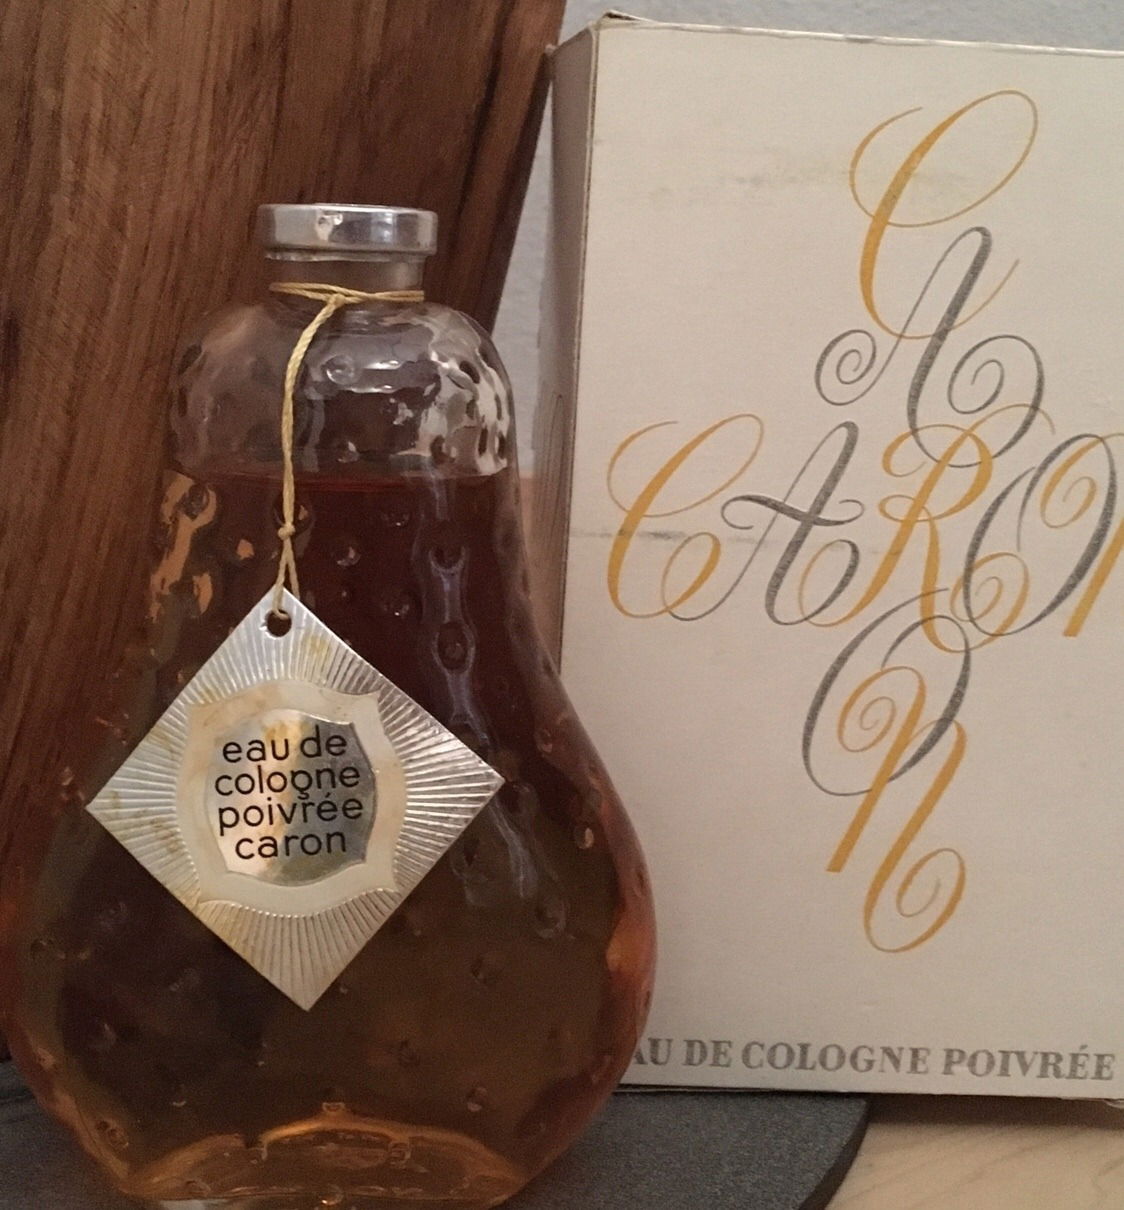 eau de
cologne
poivrée
caron
CARON
CARON
AU DE COLOGNE POIVRÉE